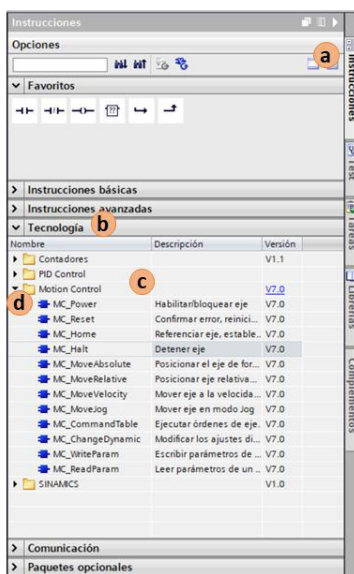 Instrucciones
Opciones
a
Favoritos
Instrucciones básicas
Instrucciones avanzadas
Tecnología b
Nombre Descripción Versión
Contadores V1.1
PID Control c
Motion Control V7.0
d MC_Power Habilitar/bloquear eje V7.0
MC_Reset Confirmar error, reinici... V7.0
MC_Home Referenciar eje, estable.. V7.0
MC_Halt Detener eje V7.0
MC_MoveAbsolute Posicionar el eje de for... V7.0
MC_MoveRelative Posicionar eje relativa... V7.0
MC_MoveVelocity Mover eje a la velocida... V7.0
MC_MoveJog Mover eje en modo Jog V7.0
MC_CommandTable Ejecutar órdenes de eje. V7.0
MC_ChangeDynamic Modificar los ajustes di... V7.0
MC_WriteParam Escribir parámetros de ... V7.0
MC_ReadParam Leer parámetros de un .. V7.0
SINAMICS V1.0
Comunicación
Paquetes opcionales
Instrucciones
Test
Tareas
Librerías
Complementos